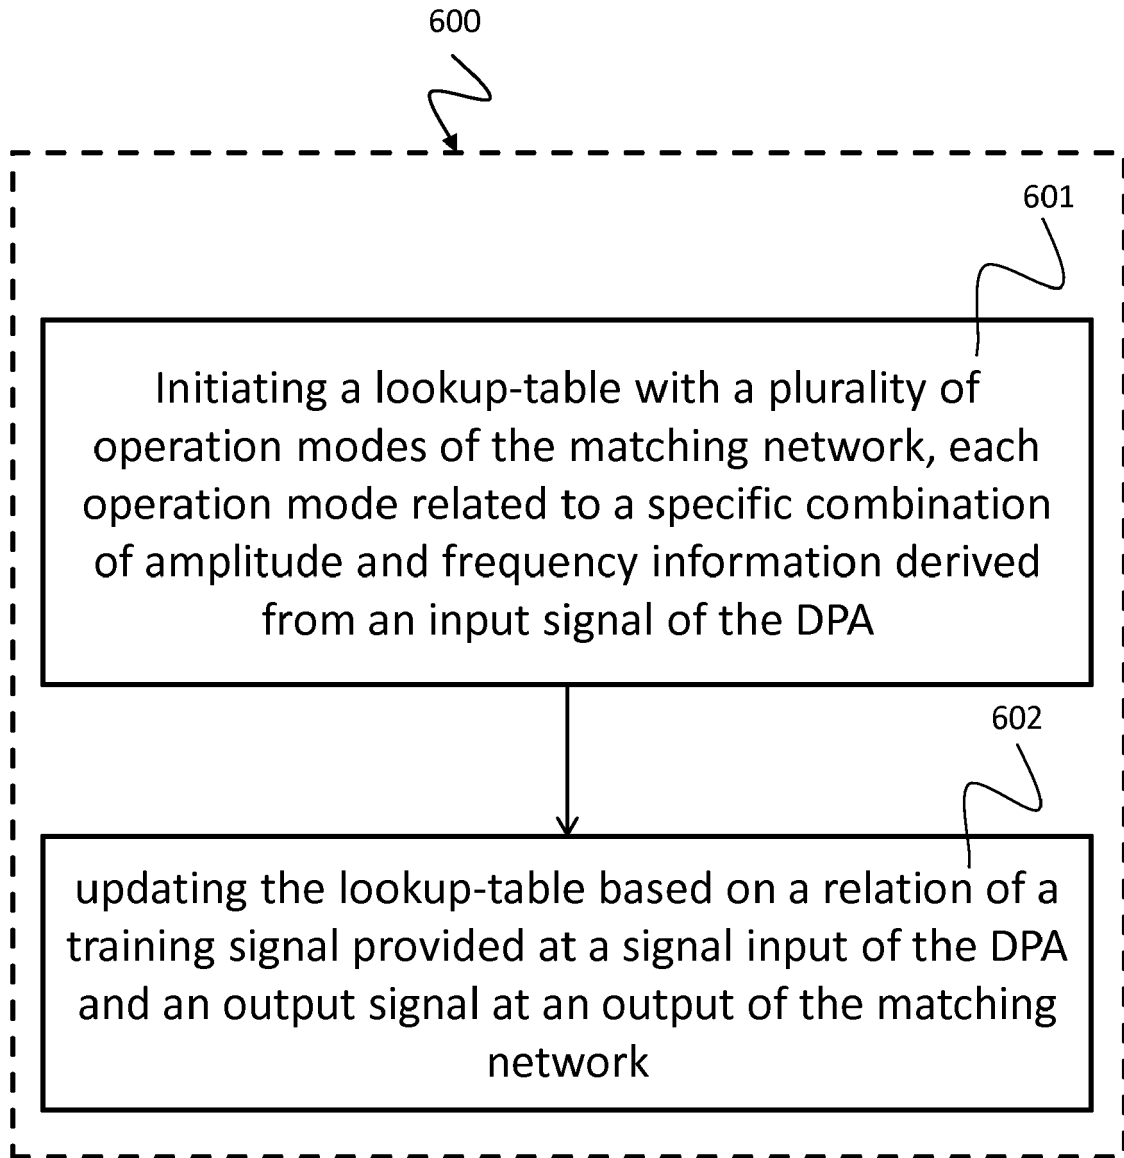 600
601
Initiating a lookup-table with a plurality of
operation modes of the matching network, each
operation mode related to a specific combination
of amplitude and frequency information derived
from an input signal of the DPA
602
updating the lookup-table based on a relation of a
training signal provided at a signal input of the DPA
and an output signal at an output of the matching
network